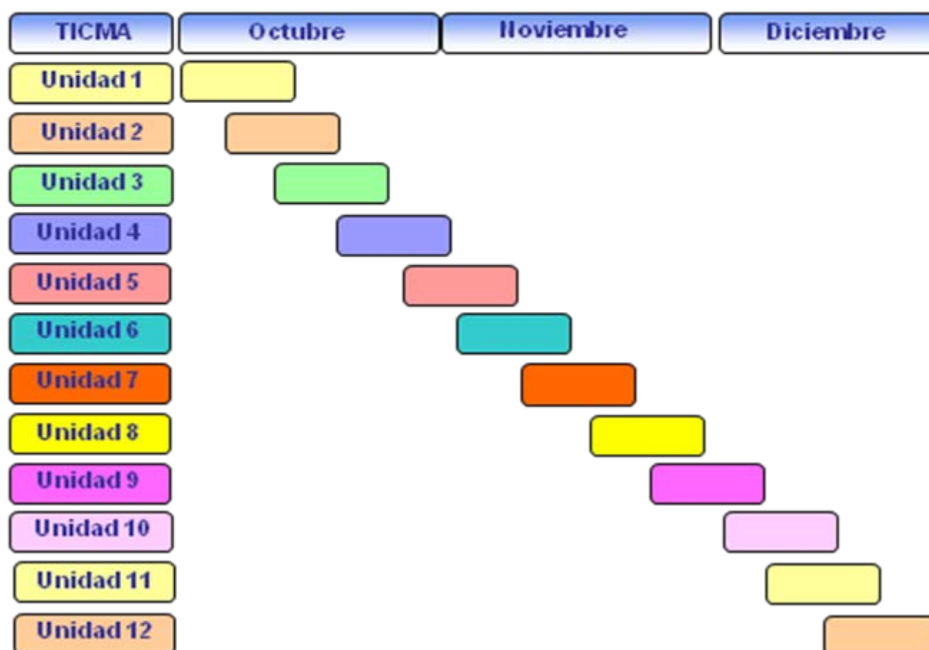 TICMA Octubre Noviembre Diciembre
Unidad 1
Unidad 2
Unidad 3
Unidad 4
Unidad 5
Unidad 6
Unidad 7
Unidad 8
Unidad 9
Unidad 10
Unidad 11
Unidad 12